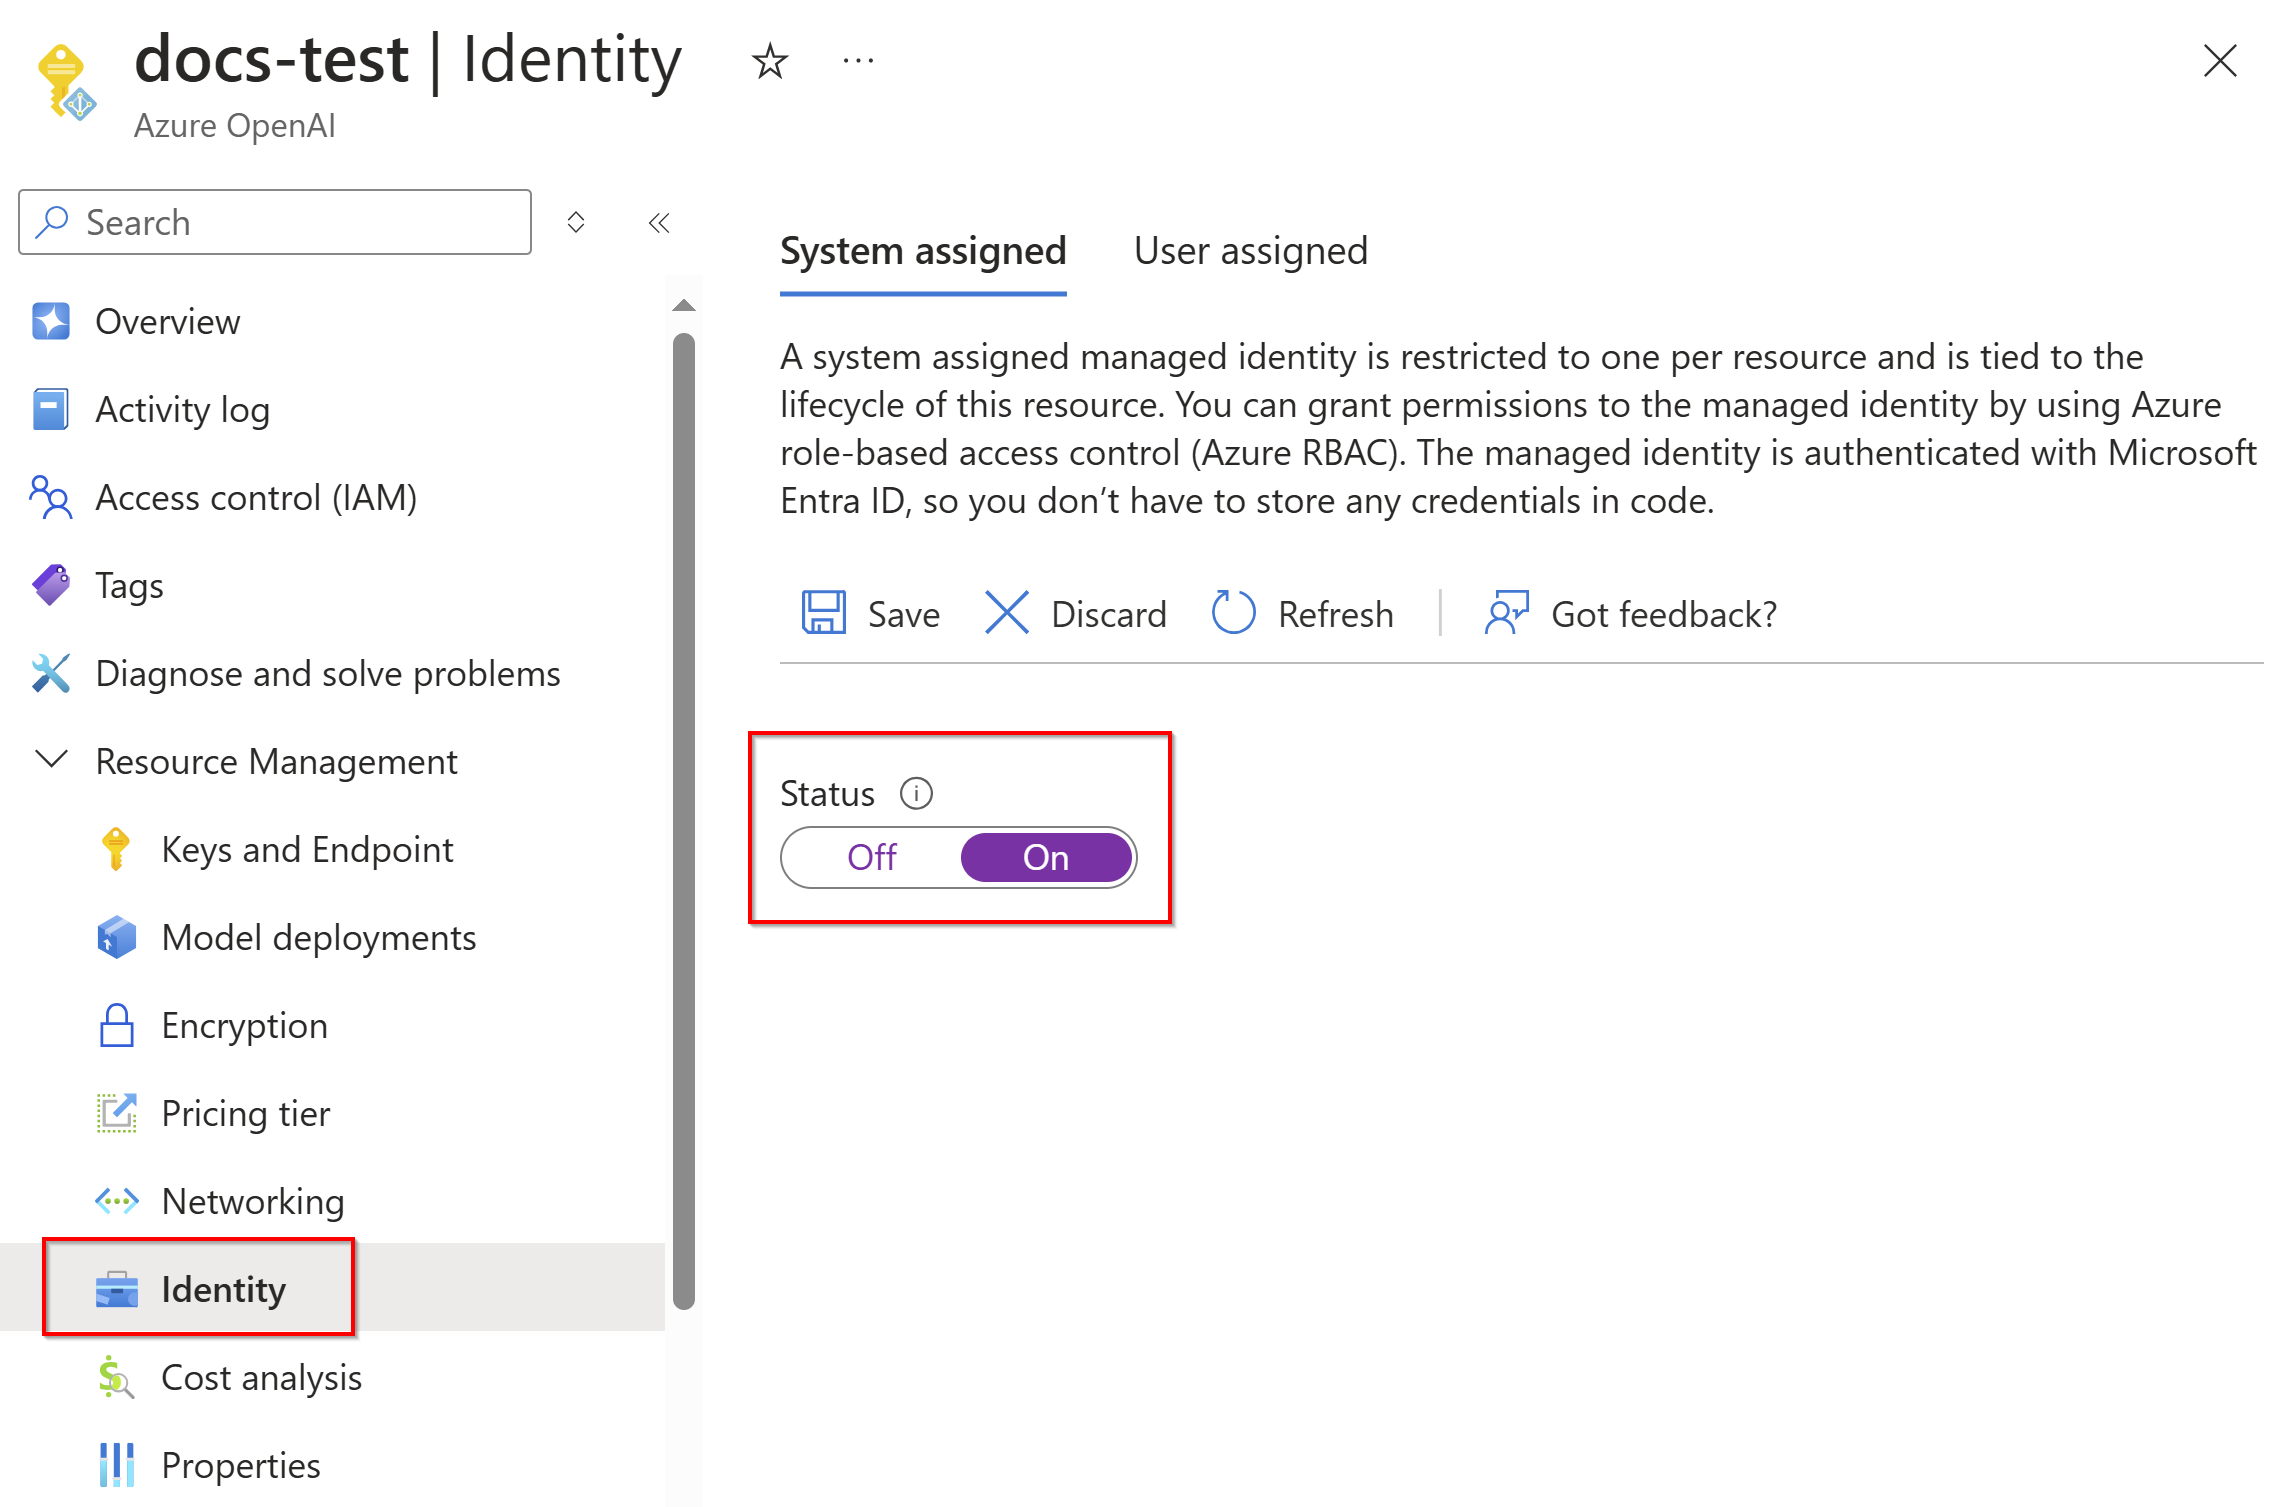 docs-test | Identity
Azure OpenAI
Search
Overview
Activity log
Access control (IAM)
Tags
Diagnose and solve problems
Resource Management
Keys and Endpoint
Model deployments
Encryption
Pricing tier
Networking
Identity
Cost analysis
Properties
System assigned
User assigned
A system assigned managed identity is restricted to one per resource and is tied to the
lifecycle of this resource. You can grant permissions to the managed identity by using Azure
role-based access control (Azure RBAC). The managed identity is authenticated with Microsoft
Entra ID, so you don’t have to store any credentials in code.
Save
Discard
Refresh
Got feedback?
Status
Off
On